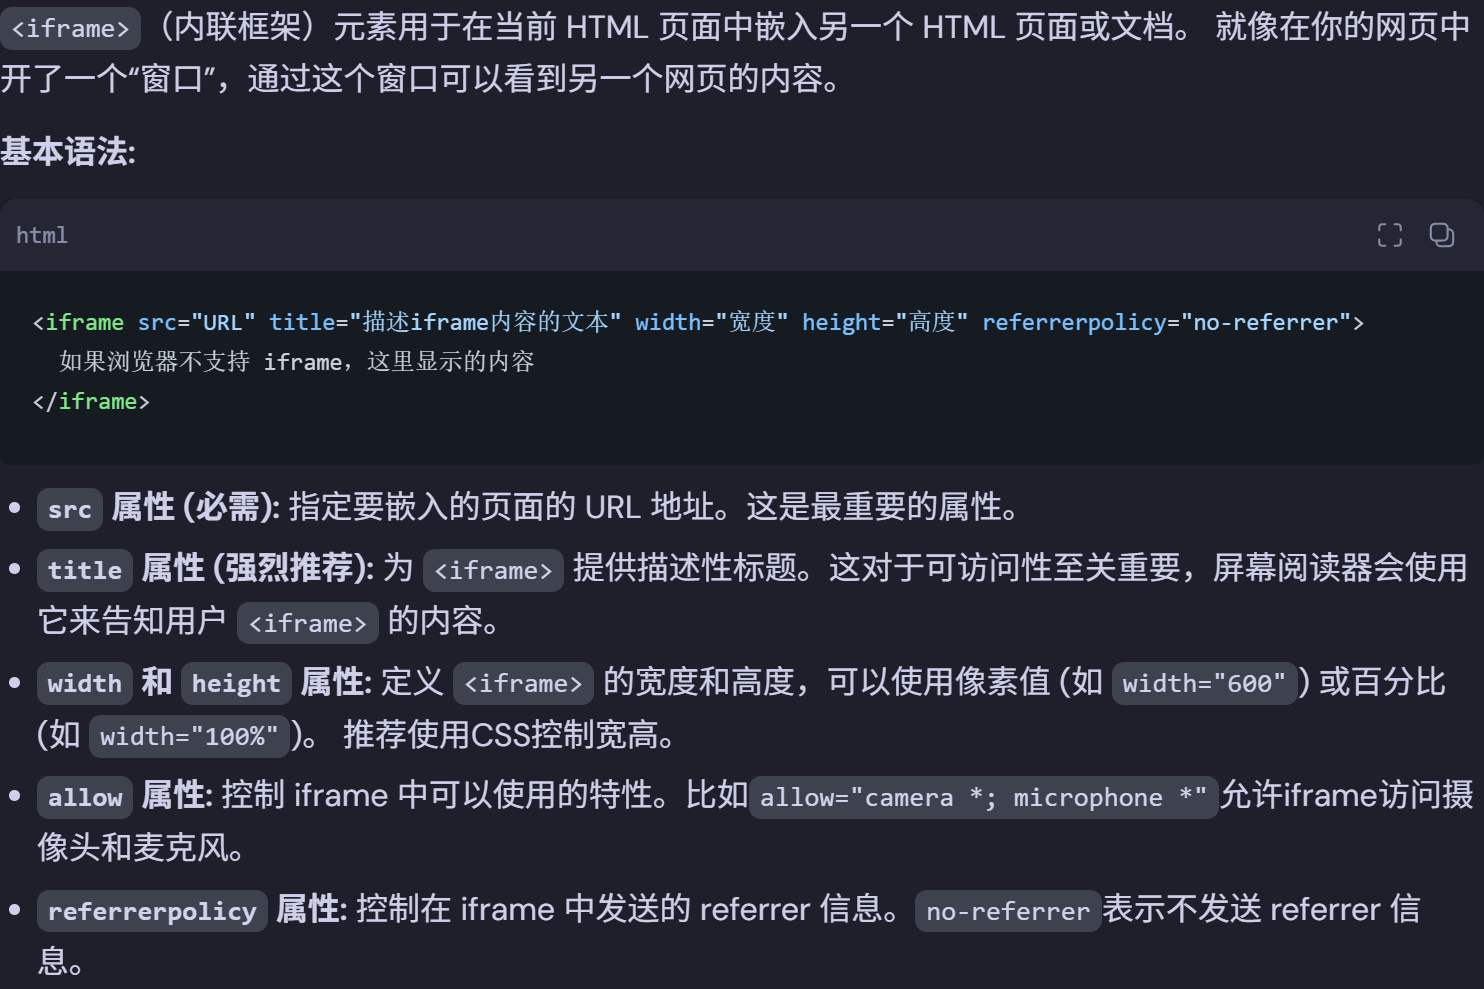 <iframe>（内联框架）元素用于在当前 HTML 页面中嵌入另一个 HTML 页面或文档。 就像在你的网页中
开了一个“窗口”，通过这个窗口可以看到另一个网页的内容。
基本语法:
html
<iframe src="URL" title="描述iframe内容的文本" width="宽度" height="高度" referrerpolicy="no-referrer">
如果浏览器不支持 iframe，这里显示的内容
</iframe>
• src 属性 (必需): 指定要嵌入的页面的 URL 地址。这是最重要的属性。
• title 属性 (强烈推荐): 为 <iframe> 提供描述性标题。这对于可访问性至关重要，屏幕阅读器会使用
它来告知用户 <iframe> 的内容。
• width 和 height 属性: 定义 <iframe> 的宽度和高度，可以使用像素值 (如 width="600") 或百分比
(如 width="100%")。 推荐使用CSS控制宽高。
• allow 属性: 控制 iframe 中可以使用的特性。比如allow="camera *; microphone *"允许iframe访问摄
像头和麦克风。
• referrerpolicy 属性: 控制在 iframe 中发送的 referrer 信息。no-referrer表示不发送 referrer 信
息。